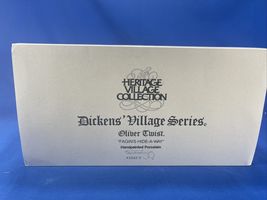 HERITAGE
VILLAGE
COLLECTION
Dickens' Village Series®
Oliver Twist.
"FAGIN'S HIDE-A-WAY"
Handpainted Porcelain